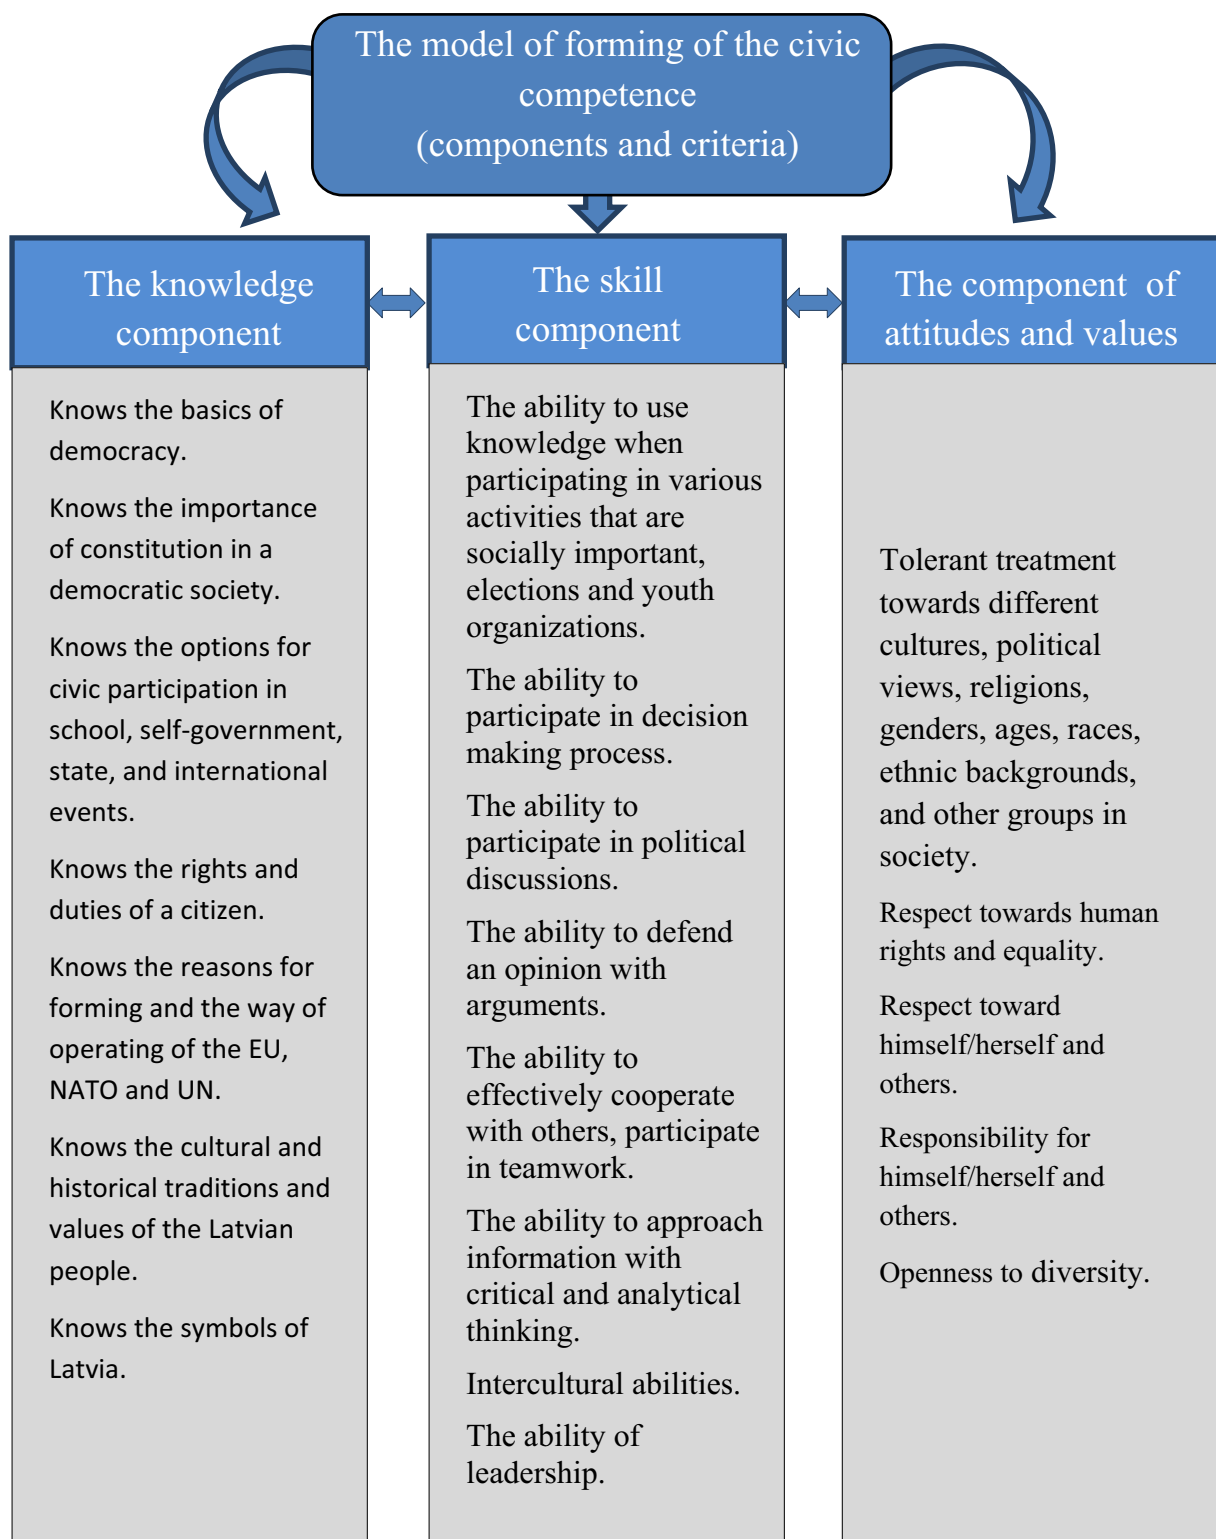 The model of forming of the civic
competence
(components and criteria)
The knowledge
component
Knows the basics of
democracy.
Knows the importance
of constitution in a
democratic society.
Knows the options for
civic participation in
school, self-government,
state, and international
events.
Knows the rights and
duties of a citizen.
Knows the reasons for
forming and the way of
operating of the EU,
NATO and UN.
Knows the cultural and
historical traditions and
values of the Latvian
people.
Knows the symbols of
Latvia.
The skill
component
The ability to use
knowledge when
participating in various
activities that are
socially important,
elections and youth
organizations.
The ability to
participate in decision
making process.
The ability to
participate in political
discussions.
The ability to defend
an opinion with
arguments.
The ability to
effectively cooperate
with others, participate
in teamwork.
The ability to approach
information with
critical and analytical
thinking.
Intercultural abilities.
The ability of
leadership.
The component of
attitudes and values
Tolerant treatment
towards different
cultures, political
views, religions,
genders, ages, races,
ethnic backgrounds,
and other groups in
society.
Respect towards human
rights and equality.
Respect toward
himself/herself and
others.
Responsibility for
himself/herself and
others.
Openness to diversity.